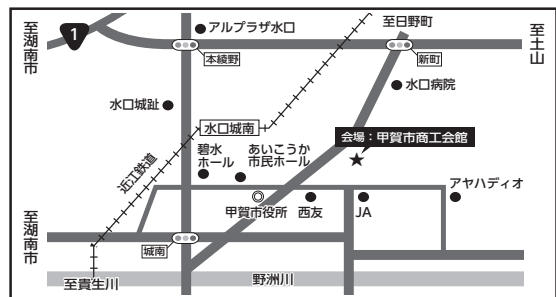 至湖南市
1
アルプラザ水口
至日野町
至土山
本綾野
新町
水口病院
水口城趾
水口城南
会場：甲賀市商工会館
碧水
ホール
あいこうか
市民ホール
近江鉄道
甲賀市役所
西友
JA
アヤハディオ
至湖南市
城南
至貴生川
野洲川